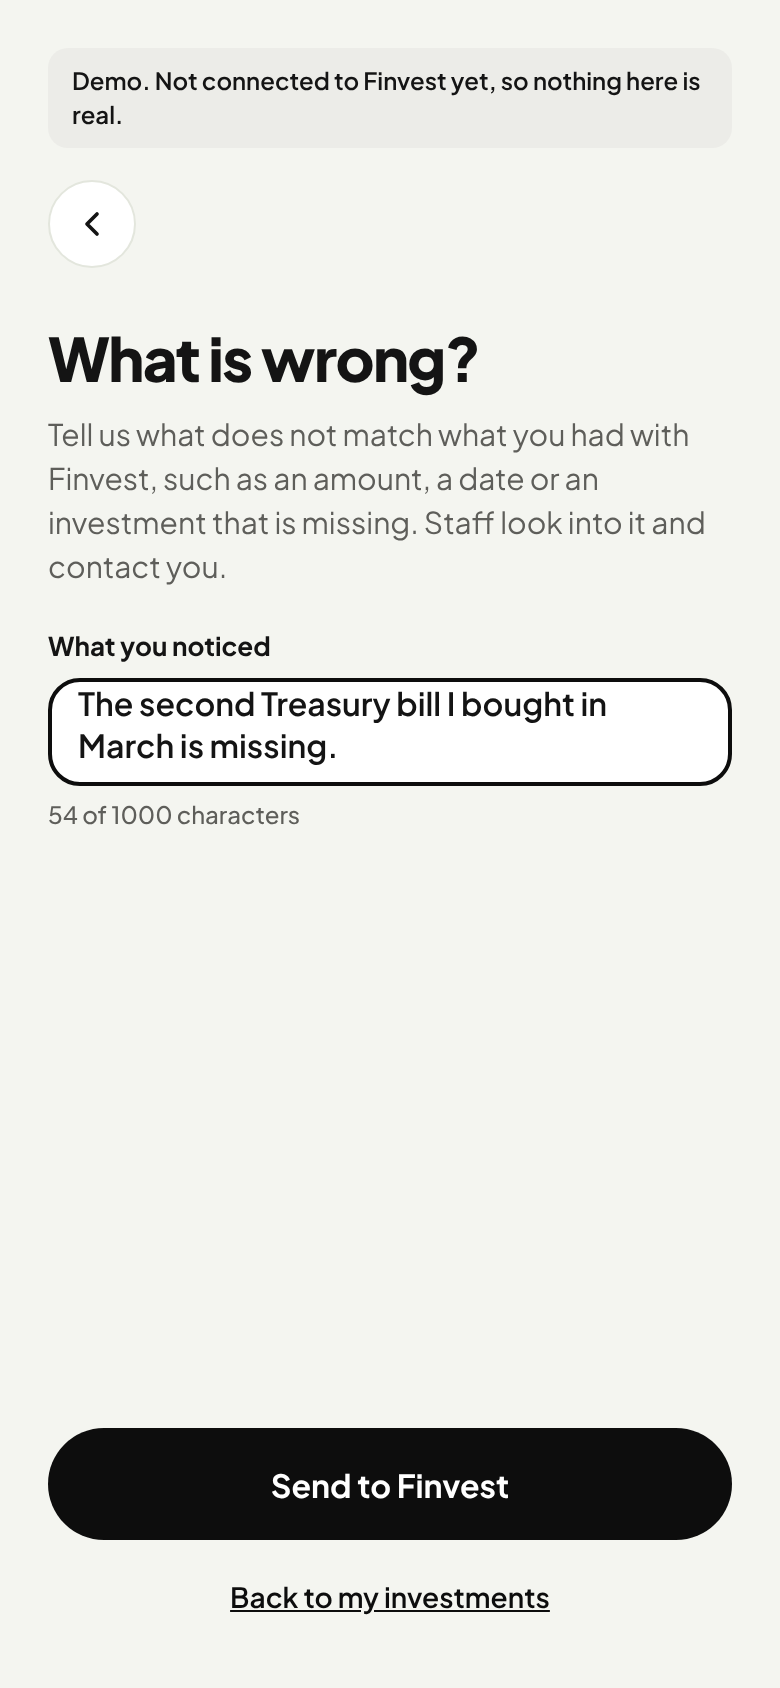 Demo. Not connected to Finvest yet, so nothing here is
real.
What is wrong?
Tell us what does not match what you had with
Finvest, such as an amount, a date or an
investment that is missing. Staff look into it and
contact you.
What you noticed
The second Treasury bill I bought in
March is missing.
54 of 1000 characters
Send to Finvest
Back to my investments